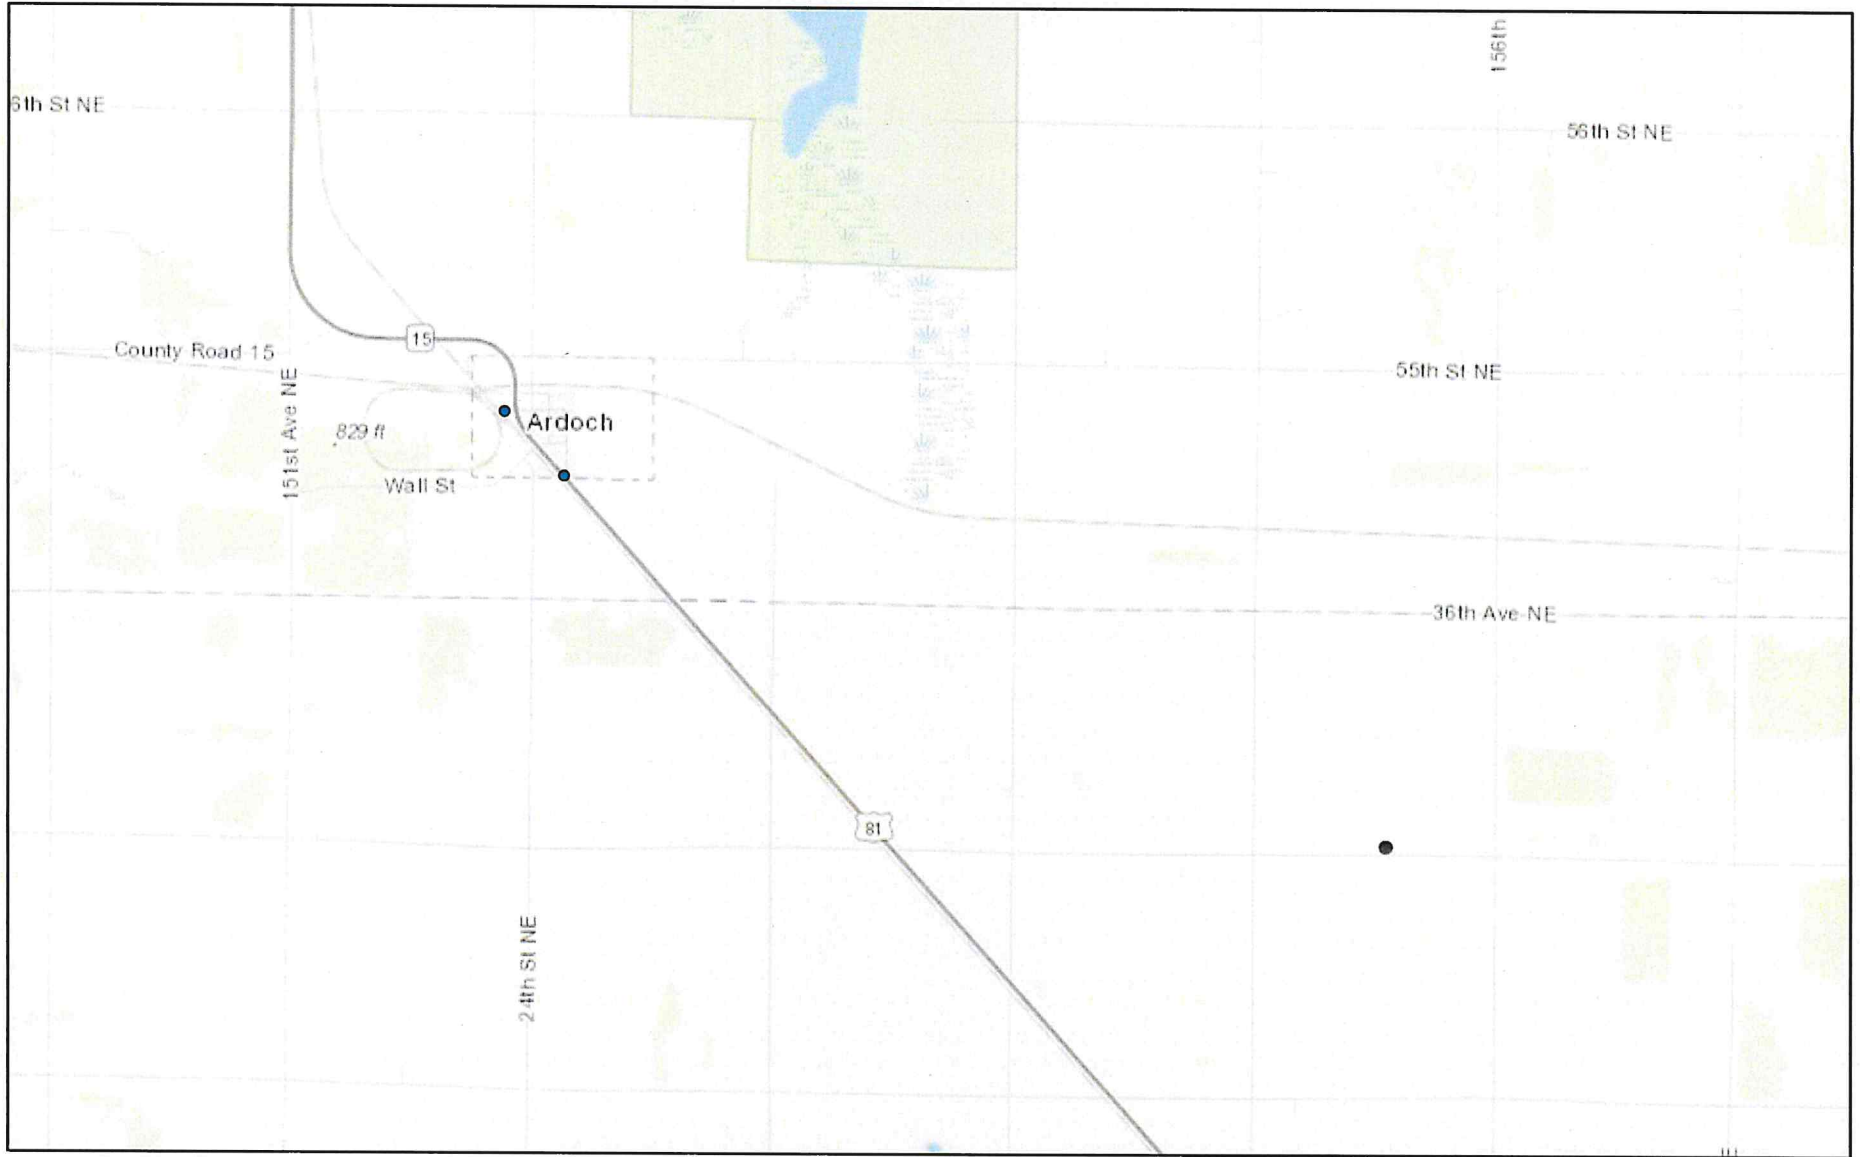 156th
6th St NE
56th St NE
15
County Road 15
55th St NE
151st Ave NE
Ardoch
829 ft
Wall St
36th Ave NE
81
24th St NE